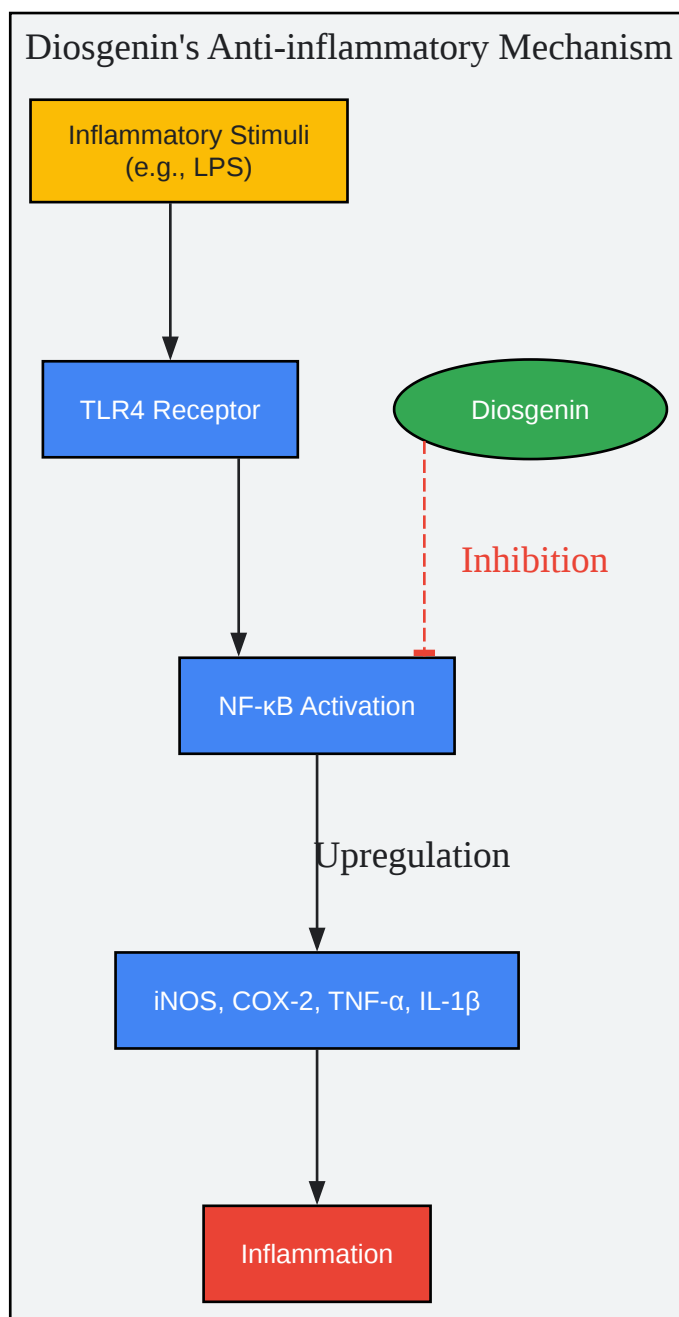 Diosgenin's Anti-inflammatory Mechanism
Inflammatory Stimuli
(e.g., LPS)
TLR4 Receptor
Diosgenin
Inhibition
NF-κB Activation
Upregulation
iNOS, COX-2, TNF-α, IL-1β
Inflammation